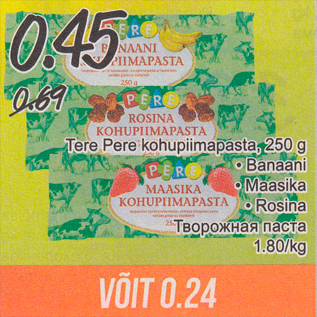 0.45
0.69
PERE
BANAANI
KOHUPIIMAPASTA
250 g
PERE
ROSINA
KOHUPIIMAPASTA
PERE
MAASIKA
KOHUPIIMAPASTA
Tere Pere kohupiimapasta, 250 g
• Banaani
• Maasika
• Rosina
Творожная паста
1.80/kg
VÕIT 0.24